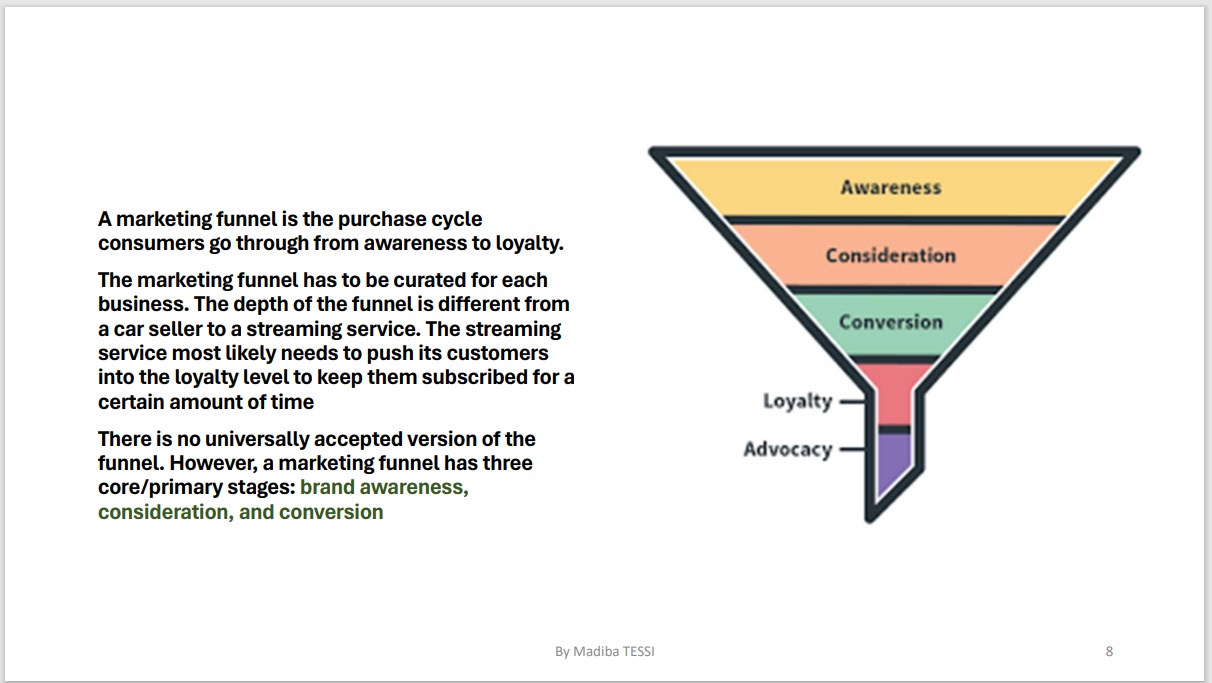 A marketing funnel is the purchase cycle
consumers go through from awareness to loyalty.
The marketing funnel has to be curated for each
business. The depth of the funnel is different from
a car seller to a streaming service. The streaming
service most likely needs to push its customers
into the loyalty level to keep them subscribed for a
certain amount of time
There is no universally accepted version of the
funnel. However, a marketing funnel has three
core/primary stages: brand awareness,
consideration, and conversion
Awareness
Consideration
Conversion
Loyalty
Advocacy
By Madiba TESSI
8